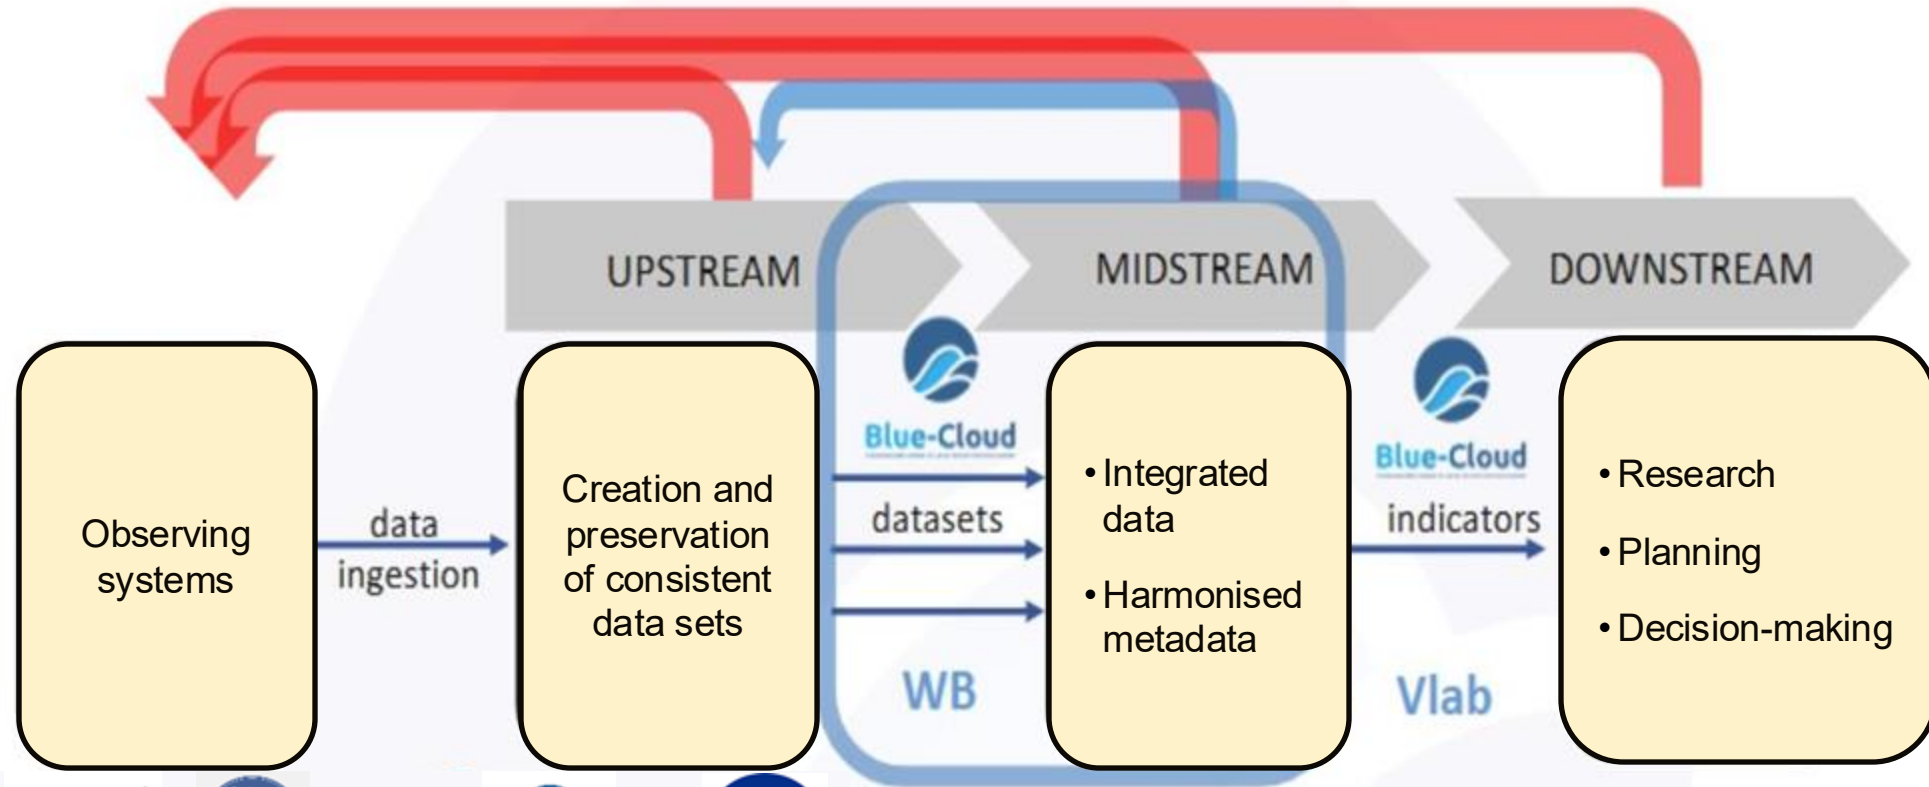 UPSTREAM
MIDSTREAM
DOWNSTREAM
Observing
systems
data
ingestion
Creation and
preservation
of consistent
data sets
Blue-Cloud
datasets
WB
• Integrated
data
• Harmonised
metadata
Blue-Cloud
indicators
Vlab
• Research
• Planning
• Decision-making